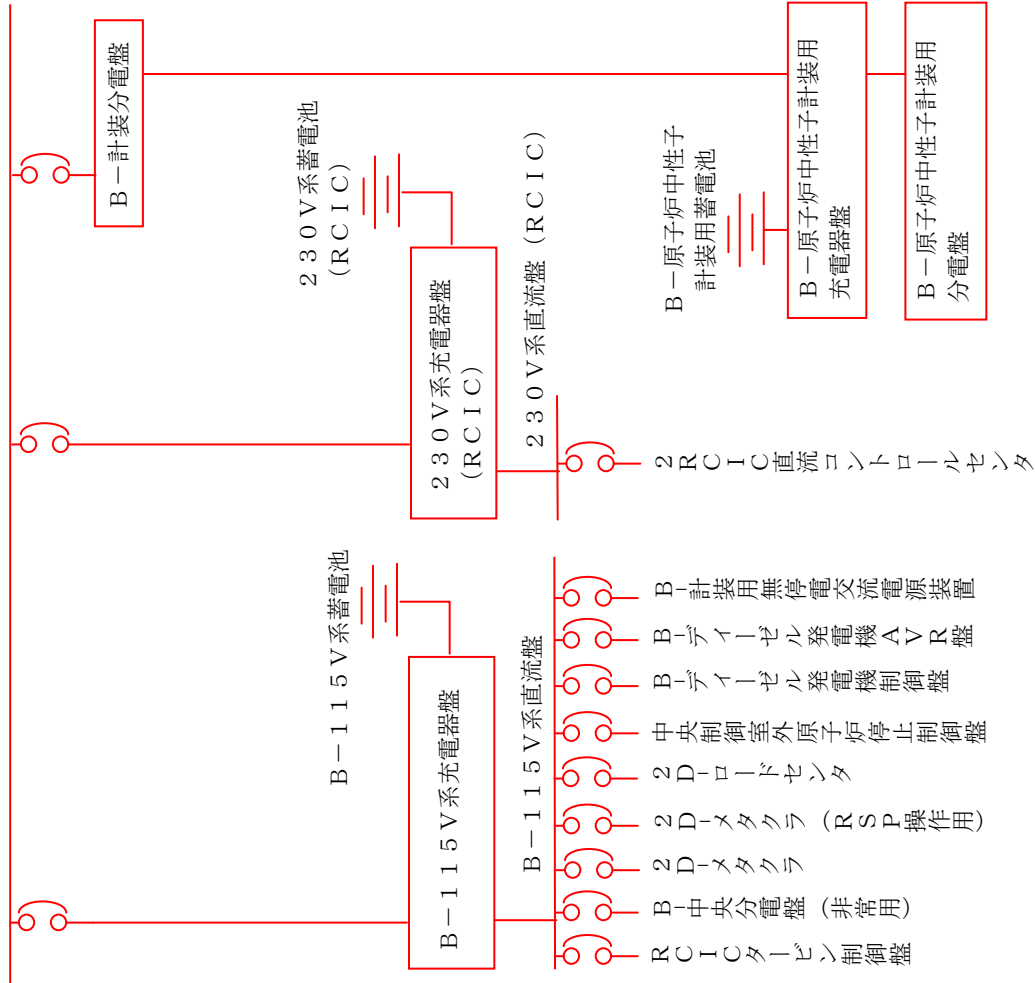 B－計装分電盤
230V系蓄電池
(RCIC)
B－原子炉中性子
計装用蓄電池
B－原子炉中性子計装用
充電器盤
B－原子炉中性子計装用
分電盤
230V系充電器盤
(RCIC)
230V系直流盤 (RCIC)
2RCIC直流コントロールセンタ
B－115V系蓄電池
B－115V系充電器盤
B－115V系直流盤
B-計装用無停電交流電源装置
B-ディーゼル発電機AVR盤
B-ディーゼル発電機制御盤
中央制御室外原子炉停止制御盤
2D-ロードセンタ
2D-メタクラ (RSP操作用)
2D-メタクラ
B-中央分電盤 (非常用)
RCICタービン制御盤